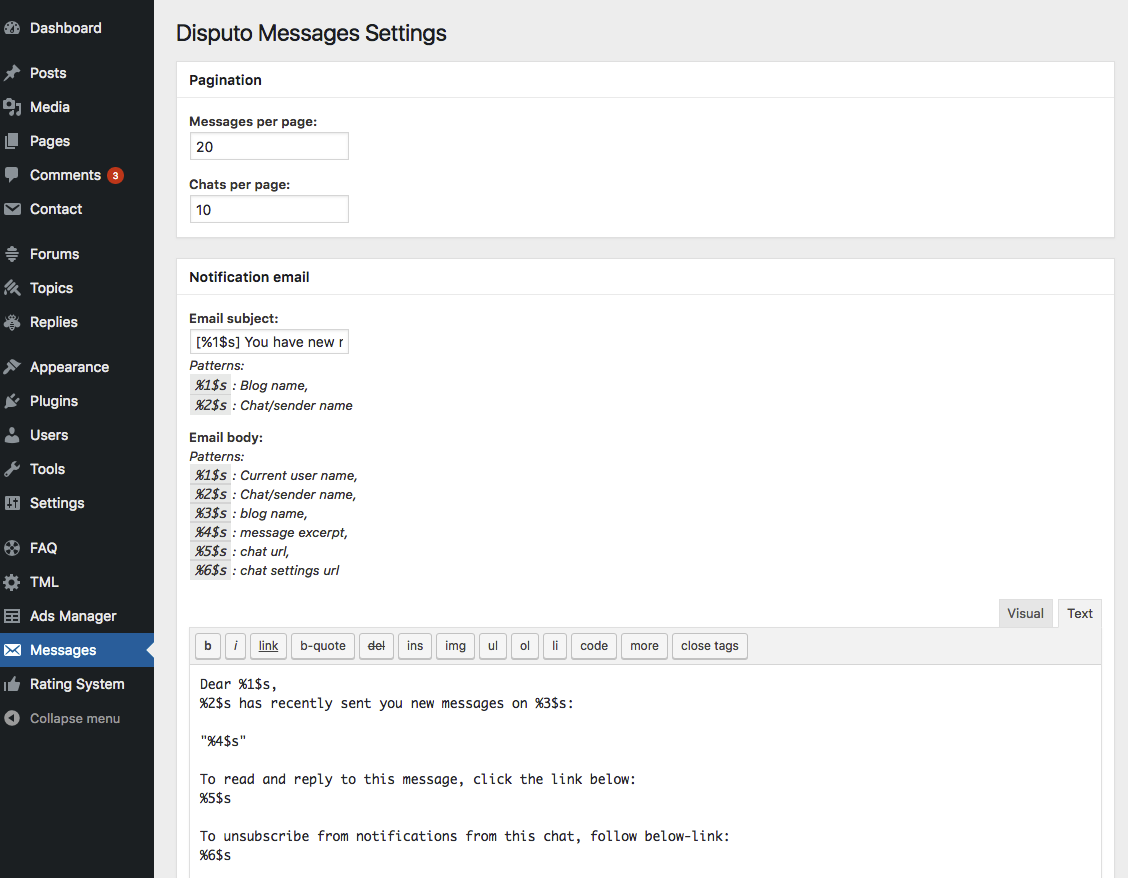 Dashboard
Posts
Media
Pages
Comments 3
Contact
Forums
Topics
Replies
Appearance
Plugins
Users
Tools
Settings
FAQ
TML
Ads Manager
Messages
Rating System
Collapse menu
Disputo Messages Settings
Pagination
Messages per page:
20
Chats per page:
10
Notification email
Email subject:
[%1$s] You have new
Patterns:
%1$s : Blog name,
%2$s : Chat/sender name
Email body:
Patterns:
%1$s : Current user name,
%2$s : Chat/sender name,
%3$s : blog name,
%4$s : message excerpt,
%5$s : chat url,
%6$s : chat settings url
Visual Text
b i link b-quote del ins img ul ol li code more close tags
Dear %1$s,
%2$s has recently sent you new messages on %3$s:
"%4$s"
To read and reply to this message, click the link below:
%5$s
To unsubscribe from notifications from this chat, follow below-link:
%6$s